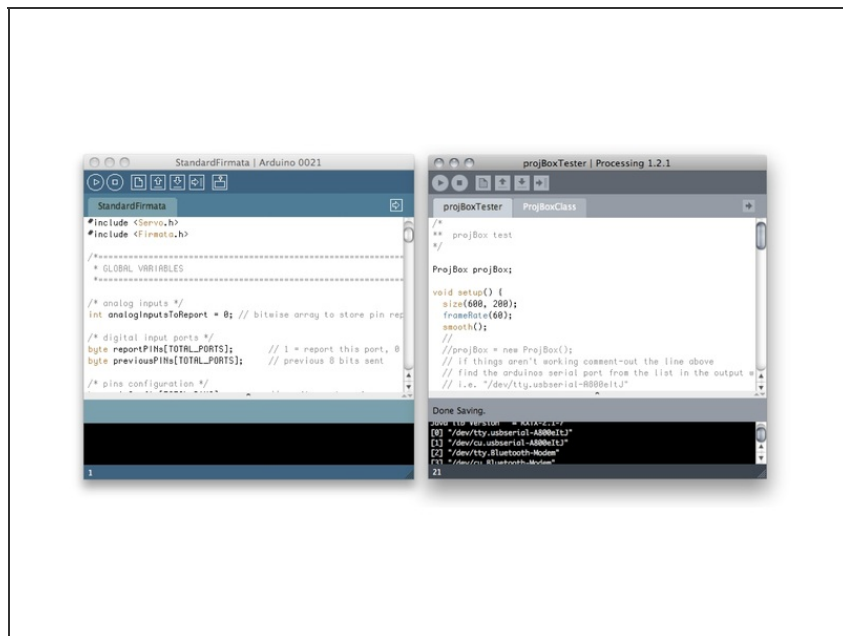 StandardFirmata | Arduino 0021
StandardFirmata
#include <Servo.h>
#include <Firmata.h>
/*==============================================================
 * GLOBAL VARIABLES
 *==============================================================
/* analog inputs */
int analogInputsToReport = 0; // bitwise array to store pin rep
/* digital input ports */
byte reportPINs[TOTAL_PORTS];       // 1 = report this port, 0
byte previousPINs[TOTAL_PORTS];     // previous 8 bits sent
/* pins configuration */
1
projBoxTester | Processing 1.2.1
projBoxTester ProjBoxClass
/*
** projBox test
*/
ProjBox projBox;
void setup() {
  size(600, 200);
  frameRate(60);
  smooth();
  //
  //projBox = new ProjBox();
  // if things aren't working comment-out the line above
  // find the arduinos serial port from the list in the output w
  // i.e. "/dev/tty.usbserial-A800eItJ"
Done Saving.
[0] "/dev/tty.usbserial-A800eItJ"
[1] "/dev/cu.usbserial-A800eItJ"
[2] "/dev/tty.Bluetooth-Modem"
[3] "/dev/cu.Bluetooth-Modem"
21